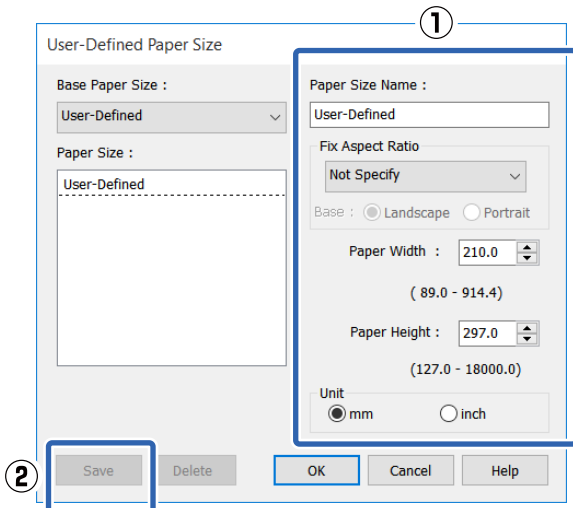 1
User-Defined Paper Size
Base Paper Size :
User-Defined
Paper Size :
User-Defined
Paper Size Name :
User-Defined
Fix Aspect Ratio
Not Specify
Base : Landscape Portrait
Paper Width : 210.0
( 89.0 - 914.4)
Paper Height : 297.0
(127.0 - 18000.0)
Unit
mm inch
2
Save Delete OK Cancel Help